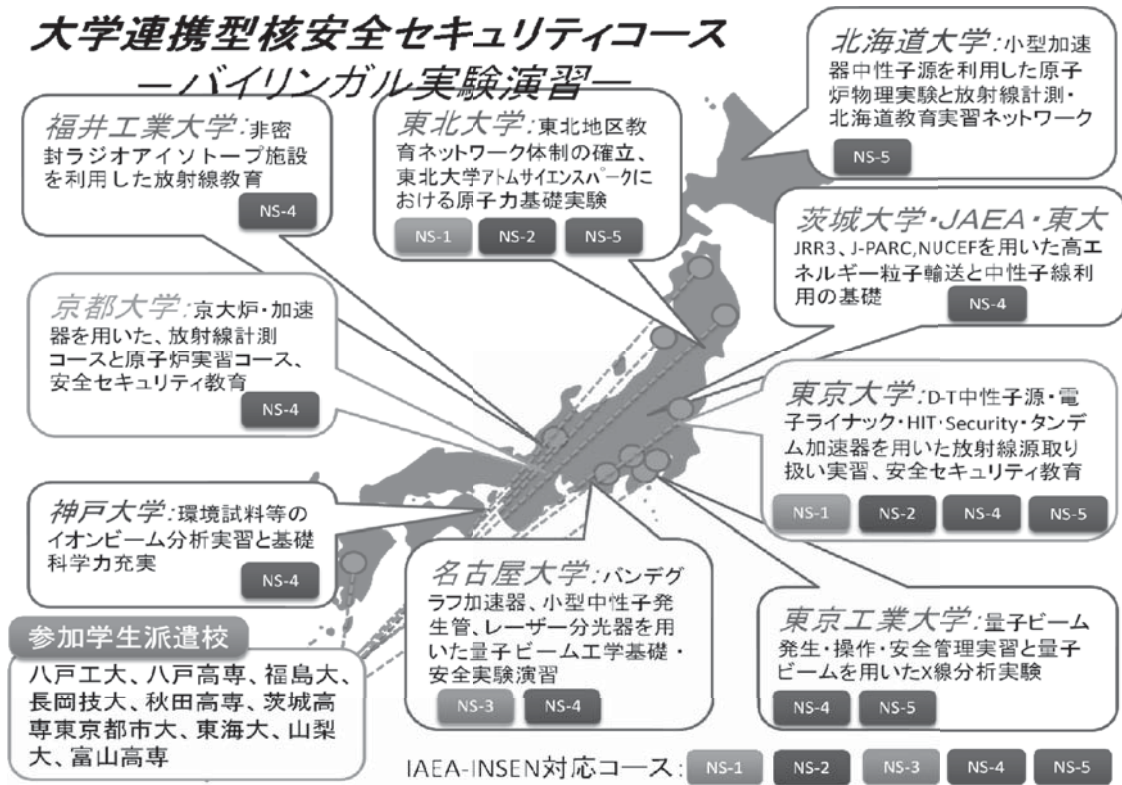 大学連携型核安全セキュリティコース
―バイリンガル実験演習―
福井工業大学:非密
封ラジオアイソトープ施設
を利用した放射線教育
NS-4
東北大学:東北地区教
育ネットワーク体制の確立、
東北大学アトムサイエンスパークに
おける原子力基礎実験
NS-1 NS-2 NS-5
北海道大学:小型加速
器中性子源を利用した原子
炉物理実験と放射線計測・
北海道教育実習ネットワーク
NS-5
茨城大学・JAEA・東大
JRR3、J-PARC,NUCEFを用いた高エ
ネルギー粒子輸送と中性子線利
用の基礎
NS-4
京都大学:京大炉・加速
器を用いた、放射線計測
コースと原子炉実習コース、
安全セキュリティ教育
NS-4
東京大学:D-T中性子源・電
子ライナック・HIT・Security・タンデ
ム加速器を用いた放射線源取り
扱い実習、安全セキュリティ教育
NS-1 NS-2 NS-4 NS-5
神戸大学:環境試料等の
イオンビーム分析実習と基礎
科学力充実
NS-4
名古屋大学:バンデグ
ラフ加速器、小型中性子発
生管、レーザー分光器を用
いた量子ビーム工学基礎・
安全実験演習
NS-3 NS-4
東京工業大学:量子ビーム
発生・操作・安全管理実習と量子
ビームを用いたX線分析実験
NS-4 NS-5
参加学生派遣校
八戸工大、八戸高専、福島大、
長岡技大、秋田高専、茨城高
専東京都市大、東海大、山梨
大、富山高専
IAEA-INSEN対応コース: NS-1 NS-2 NS-3 NS-4 NS-5